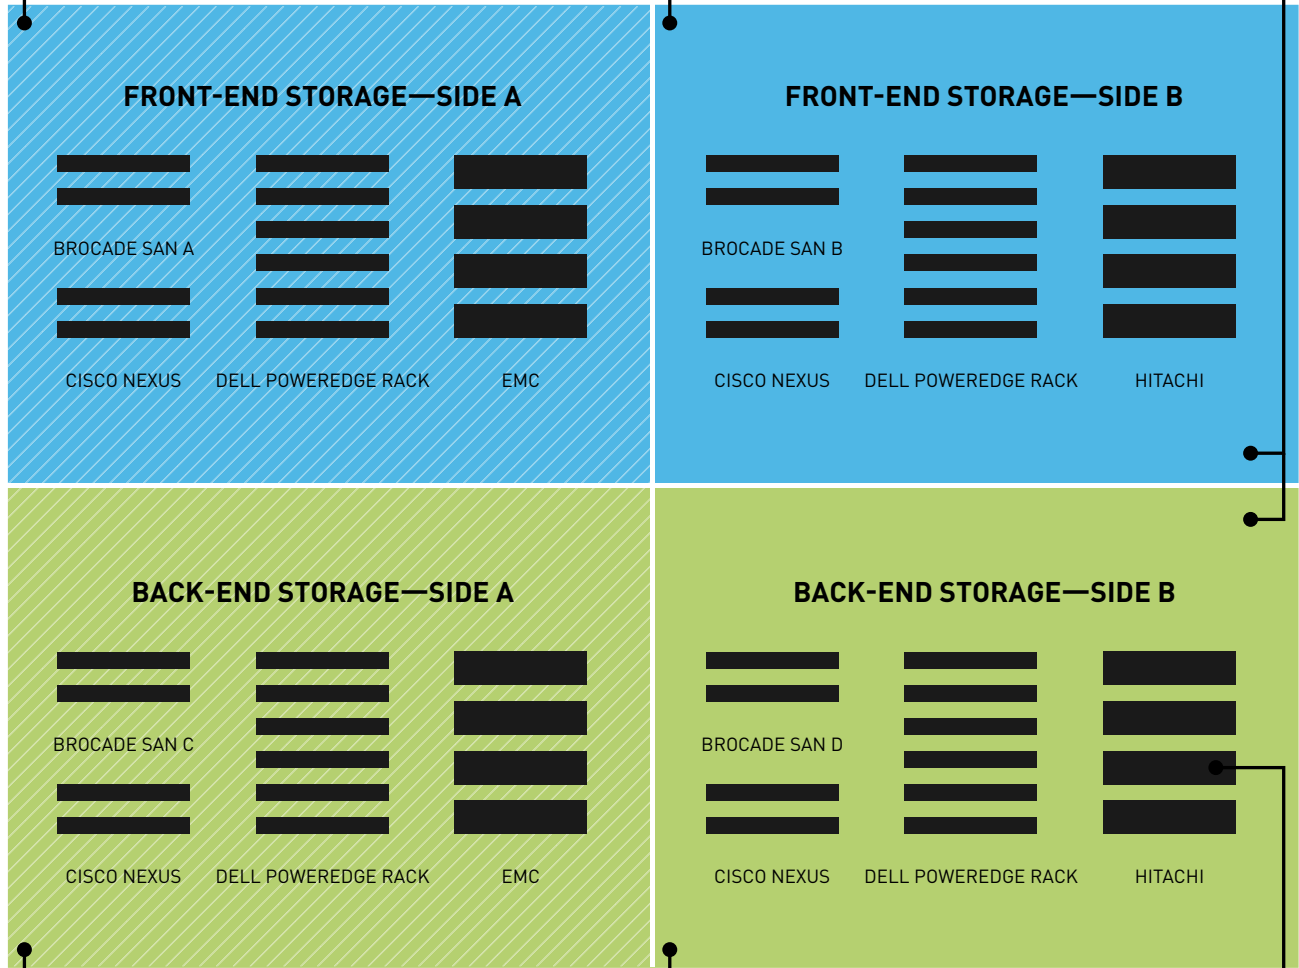 FRONT-END STORAGE—SIDE A
BROCADE SAN A
CISCO NEXUS
DELL POWEREDGE RACK
EMC
FRONT-END STORAGE—SIDE B
BROCADE SAN B
CISCO NEXUS
DELL POWEREDGE RACK
HITACHI
BACK-END STORAGE—SIDE A
BROCADE SAN C
CISCO NEXUS
DELL POWEREDGE RACK
EMC
BACK-END STORAGE—SIDE B
BROCADE SAN D
CISCO NEXUS
DELL POWEREDGE RACK
HITACHI